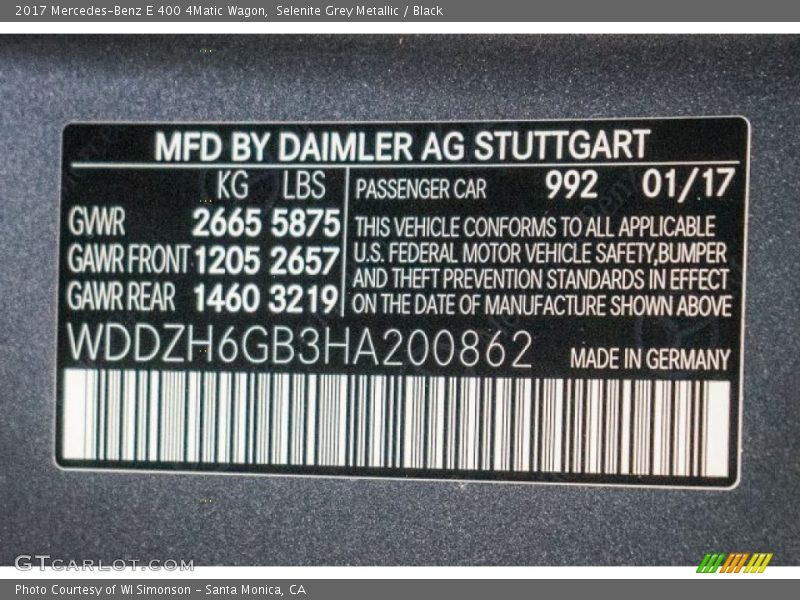 2017 Mercedes-Benz E 400 4Matic Wagon, Selenite Grey Metallic / Black
MFD BY DAIMLER AG STUTTGART
KG LBS
GVWR 2665 5875
GAWR FRONT 1205 2657
GAWR REAR 1460 3219
PASSENGER CAR 992 01/17
THIS VEHICLE CONFORMS TO ALL APPLICABLE
U.S. FEDERAL MOTOR VEHICLE SAFETY,BUMPER
AND THEFT PREVENTION STANDARDS IN EFFECT
ON THE DATE OF MANUFACTURE SHOWN ABOVE
WDDZH6GB3HA200862 MADE IN GERMANY
GTCARLOT.COM
Photo Courtesy of WI Simonson - Santa Monica, CA